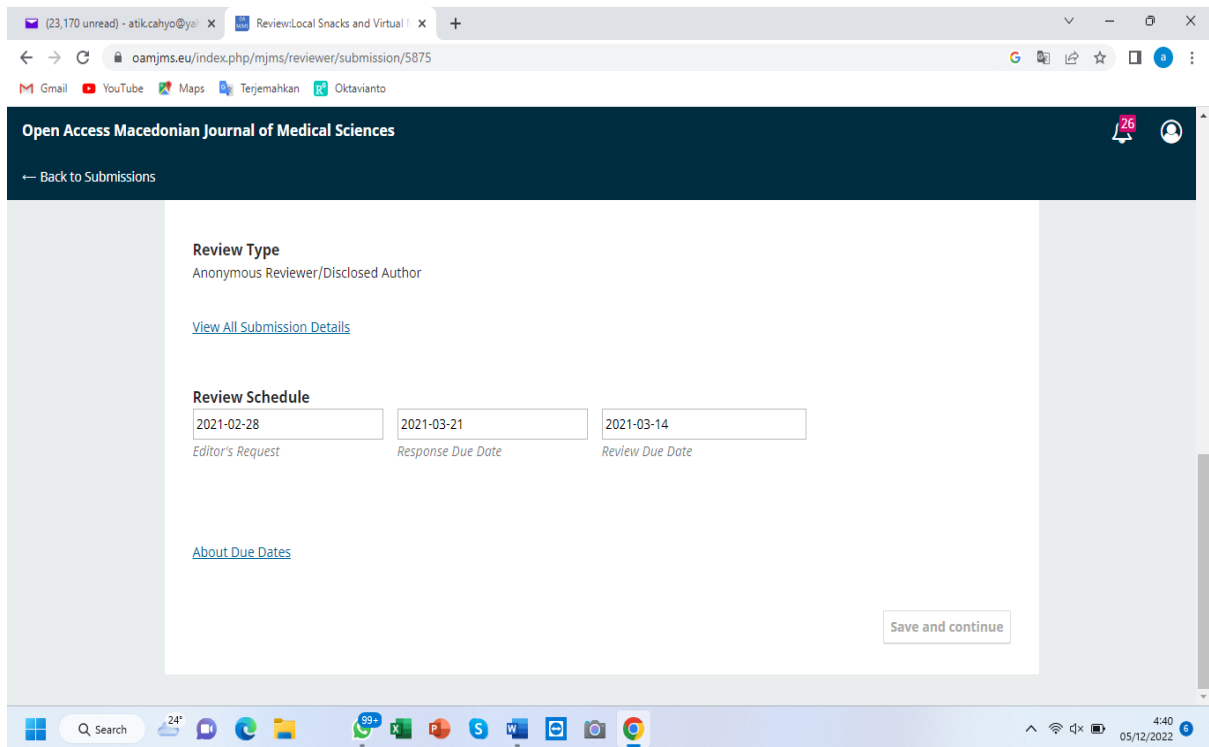 (23,170 unread) - atik.cahyo@ya
Review:Local Snacks and Virtual
oamjms.eu/index.php/mjms/reviewer/submission/5875
G
a
Gmail YouTube Maps Terjemahkan Oktavianto
Open Access Macedonian Journal of Medical Sciences
26
← Back to Submissions
Review Type
Anonymous Reviewer/Disclosed Author
View All Submission Details
Review Schedule
2021-02-28 2021-03-21 2021-03-14
Editor's Request Response Due Date Review Due Date
About Due Dates
Save and continue
Search 24° 99+
4:40
05/12/2022 6